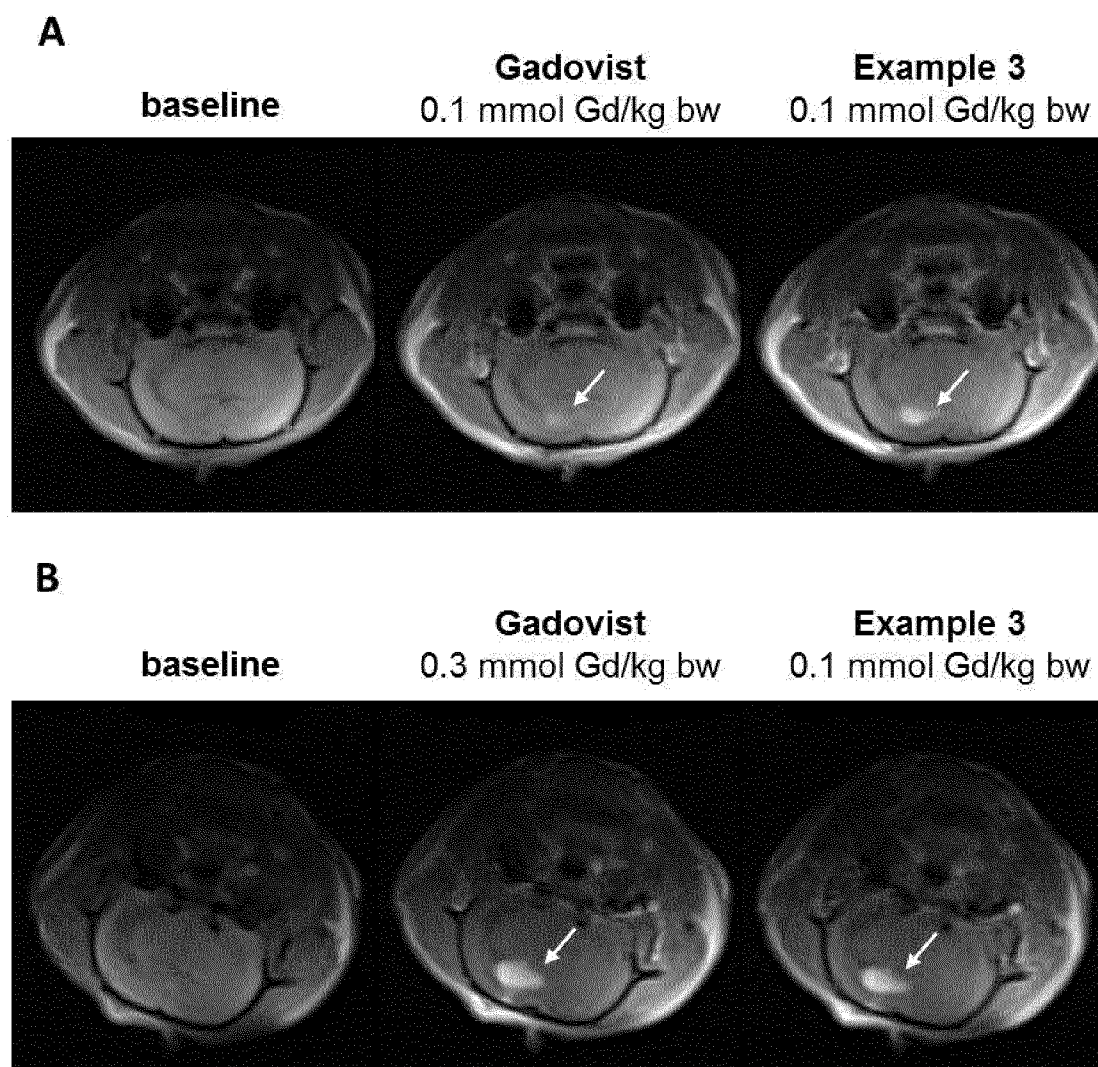 A
baseline
Gadovist
0.1 mmol Gd/kg bw
Example 3
0.1 mmol Gd/kg bw
B
baseline
Gadovist
0.3 mmol Gd/kg bw
Example 3
0.1 mmol Gd/kg bw